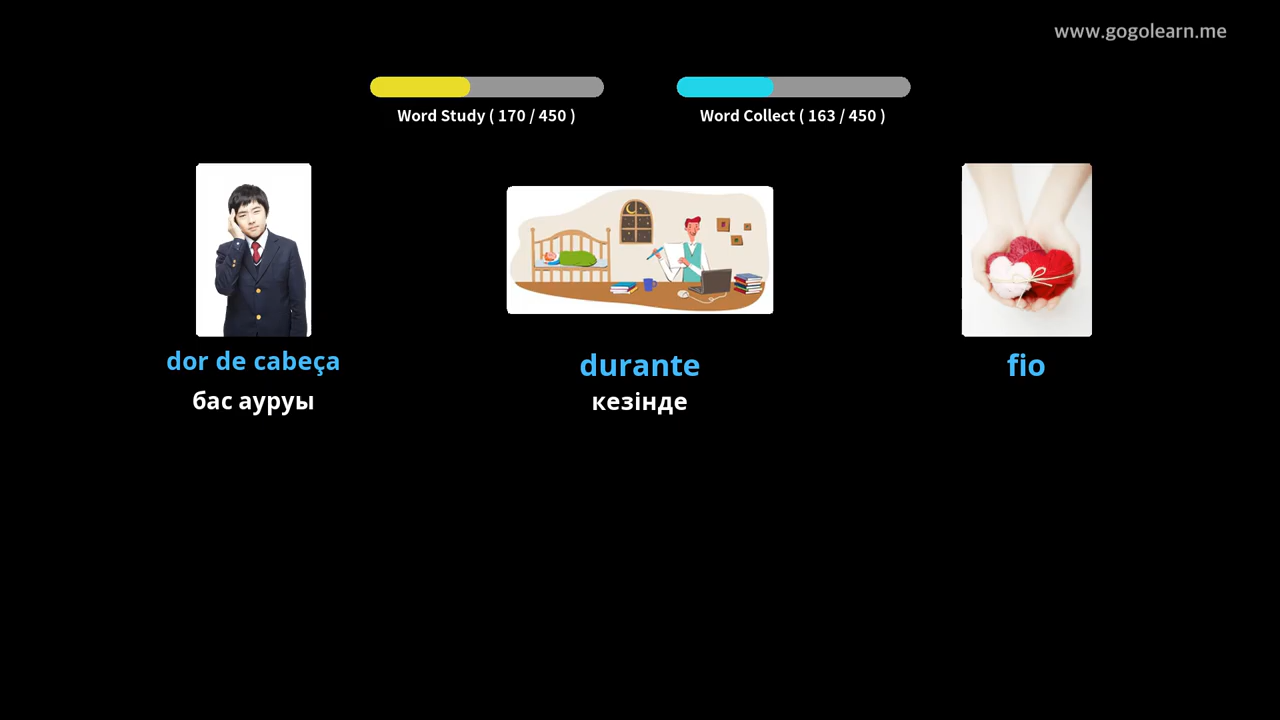 www.gogolearn.me
Word Study ( 170 / 450 )
Word Collect ( 163 / 450 )
dor de cabeça
бас ауруы
durante
кезінде
fio